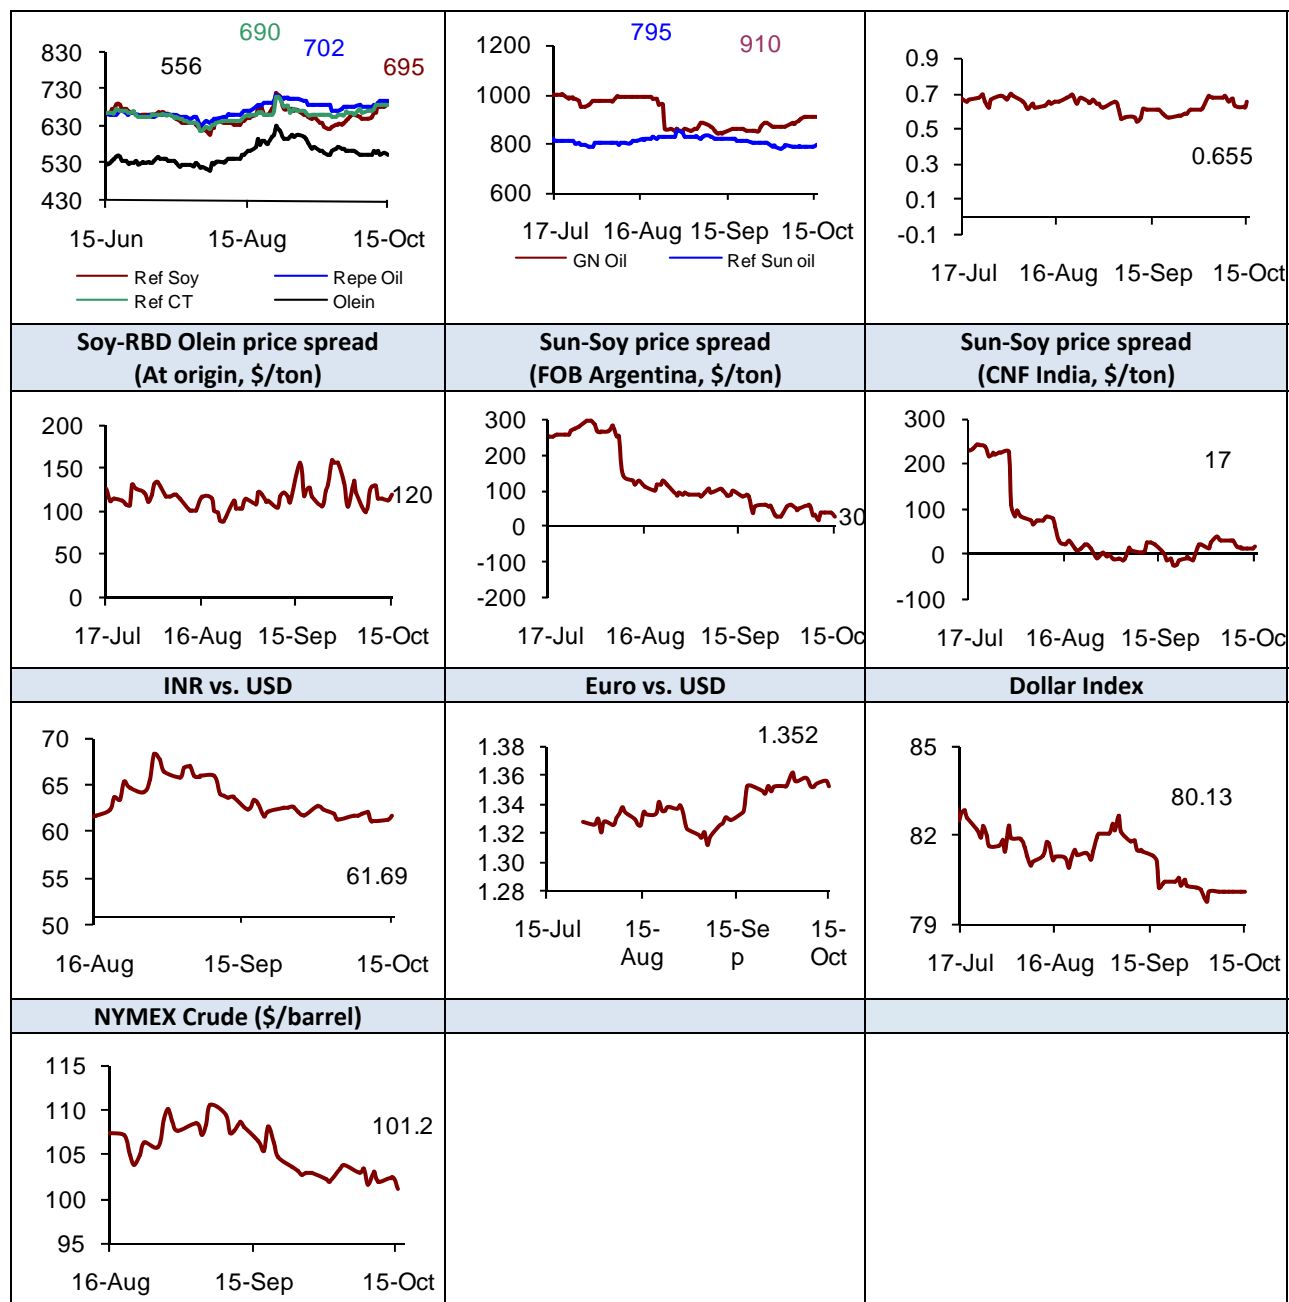 690
702
556
695
830
730
630
530
430
15-Jun
15-Aug
15-Oct
Ref Soy
Repe Oil
Ref CT
Olein
795
910
1200
1000
800
600
17-Jul
16-Aug
15-Sep
15-Oct
GN Oil
Ref Sun oil
0.9
0.7
0.5
0.3
0.1
-0.1
0.655
17-Jul
16-Aug
15-Sep
15-Oct
Soy-RBD Olein price spread
(At origin, $/ton)
Sun-Soy price spread
(FOB Argentina, $/ton)
Sun-Soy price spread
(CNF India, $/ton)
200
150
100
50
0
120
17-Jul
16-Aug
15-Sep
15-Oct
300
200
100
0
-100
-200
30
17-Jul
16-Aug
15-Sep
15-Oc
300
200
100
0
-100
17
17-Jul
16-Aug
15-Sep
15-Oc
INR vs. USD
Euro vs. USD
Dollar Index
70
65
60
55
50
61.69
16-Aug
15-Sep
15-Oct
1.352
1.38
1.36
1.34
1.32
1.30
1.28
15-Jul
15-
Aug
15-Se
p
15-
Oct
85
82
79
80.13
17-Jul
16-Aug
15-Sep
15-Oct
NYMEX Crude ($/barrel)
115
110
105
100
95
101.2
16-Aug
15-Sep
15-Oct